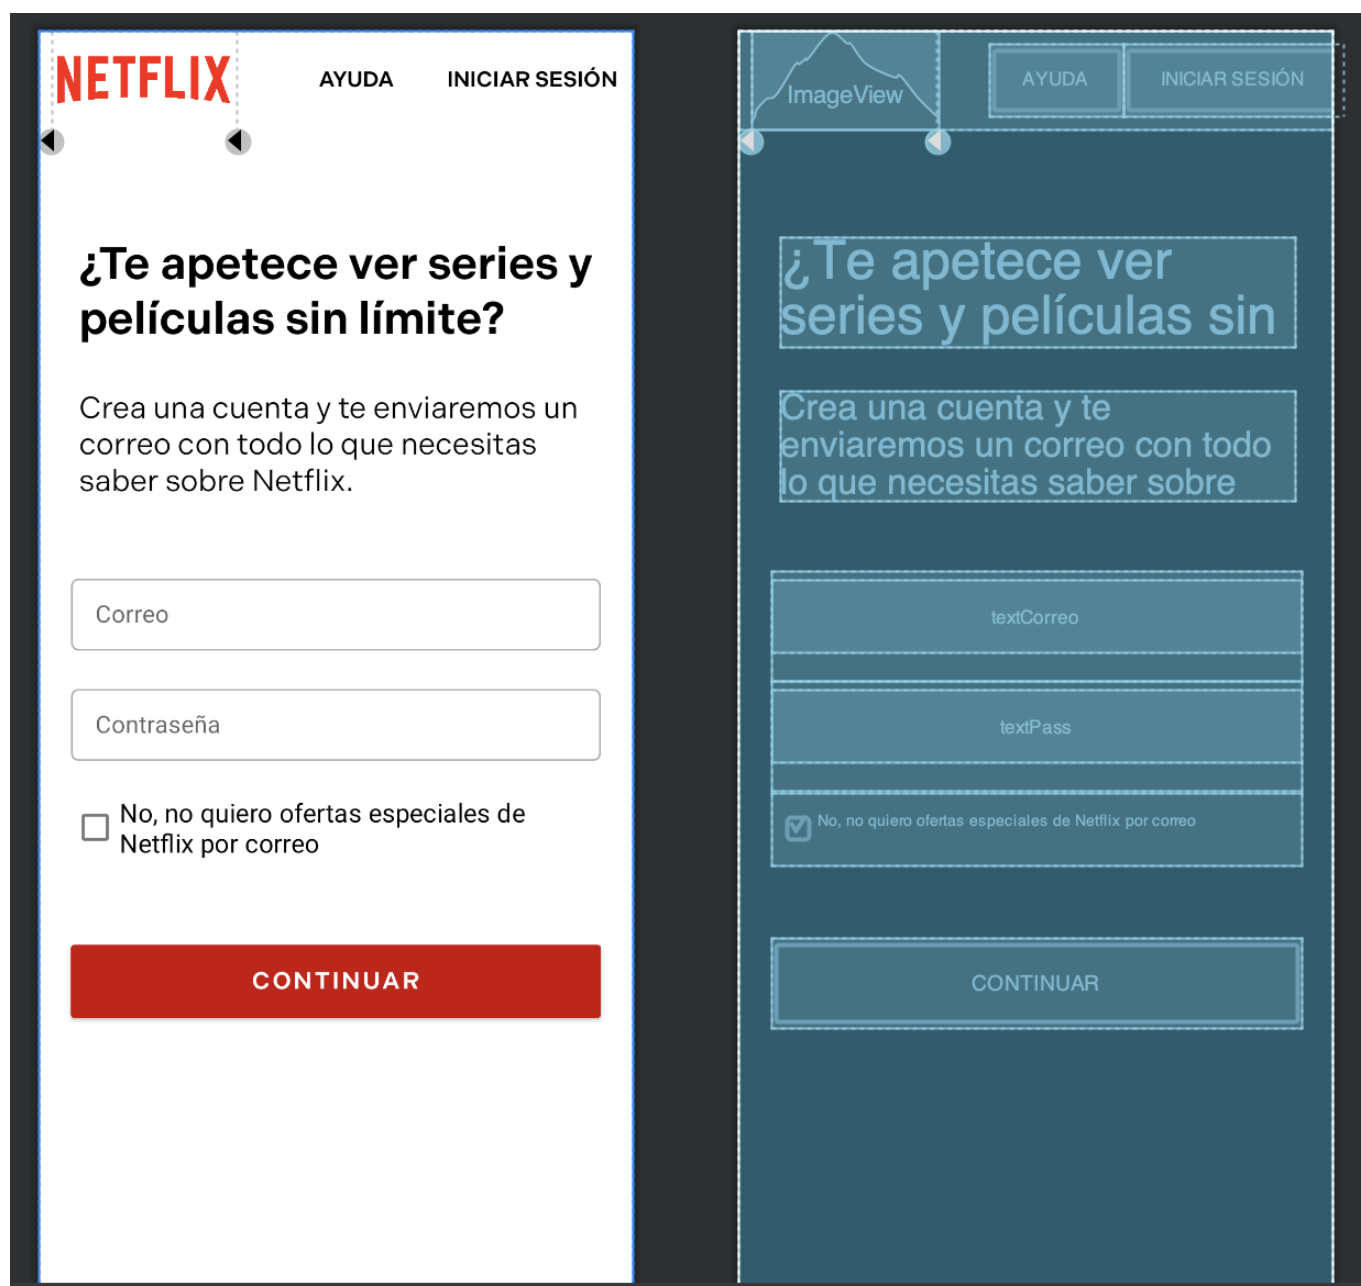 NETFLIX
AYUDA
INICIAR SESIÓN
¿Te apetece ver series y
películas sin límite?
Crea una cuenta y te enviaremos un
correo con todo lo que necesitas
saber sobre Netflix.
Correo
Contraseña
No, no quiero ofertas especiales de
Netflix por correo
CONTINUAR
ImageView
AYUDA
INICIAR SESIÓN
¿Te apetece ver
series y películas sin
Crea una cuenta y te
enviaremos un correo con todo
lo que necesitas saber sobre
textCorreo
textPass
No, no quiero ofertas especiales de Netflix por correo
CONTINUAR